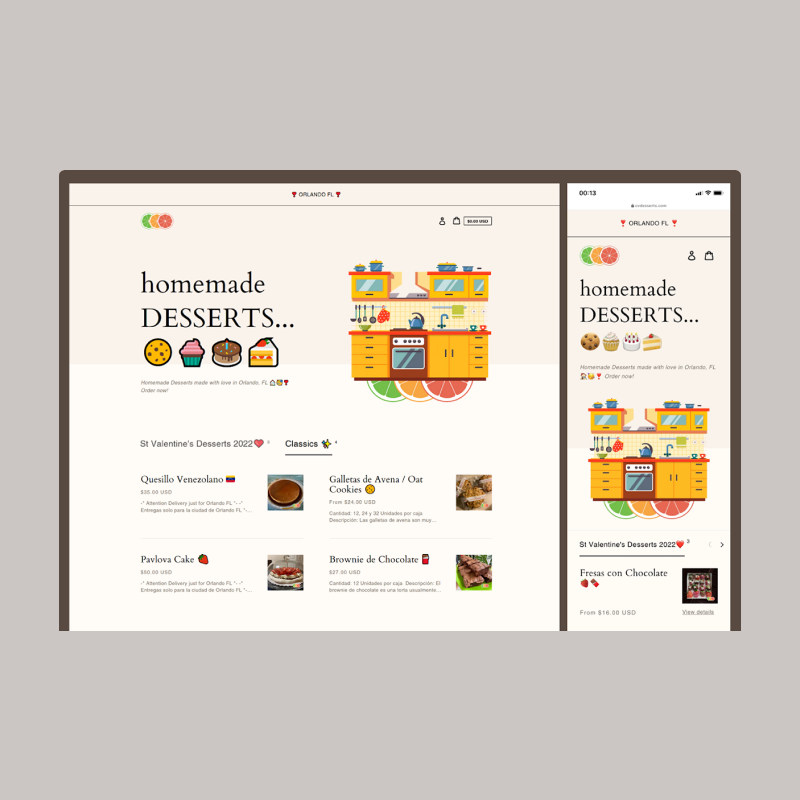 ORLANDO FL
$0.00 USD
homemade
DESSERTS...
Homemade Desserts made with love in Orlando, FL
Order now!
St Valentine's Desserts 2022 3
Classics 4
Quesillo Venezolano
$35.00 USD
-* Attention Delivery just for Orlando FL *- -*
Entregas solo para la ciudad de Orlando FL *-...
Galletas de Avena / Oat
Cookies
From $24.00 USD
Cantidad: 12, 24 y 32 Unidades por caja
Descripción: Las galletas de avena son muy...
Pavlova Cake
$50.00 USD
-* Attention Delivery just for Orlando FL *- -*
Entregas solo para la ciudad de Orlando FL *-...
Brownie de Chocolate
$27.00 USD
Cantidad: 12 Unidades por caja Descripción: El
brownie de chocolate es una torta usualmente...
00:13
ORLANDO FL
homemade
DESSERTS...
Homemade Desserts made with love in Orlando, FL
Order now!
St Valentine's Desserts 2022 3
Fresas con Chocolate
From $16.00 USD
View details